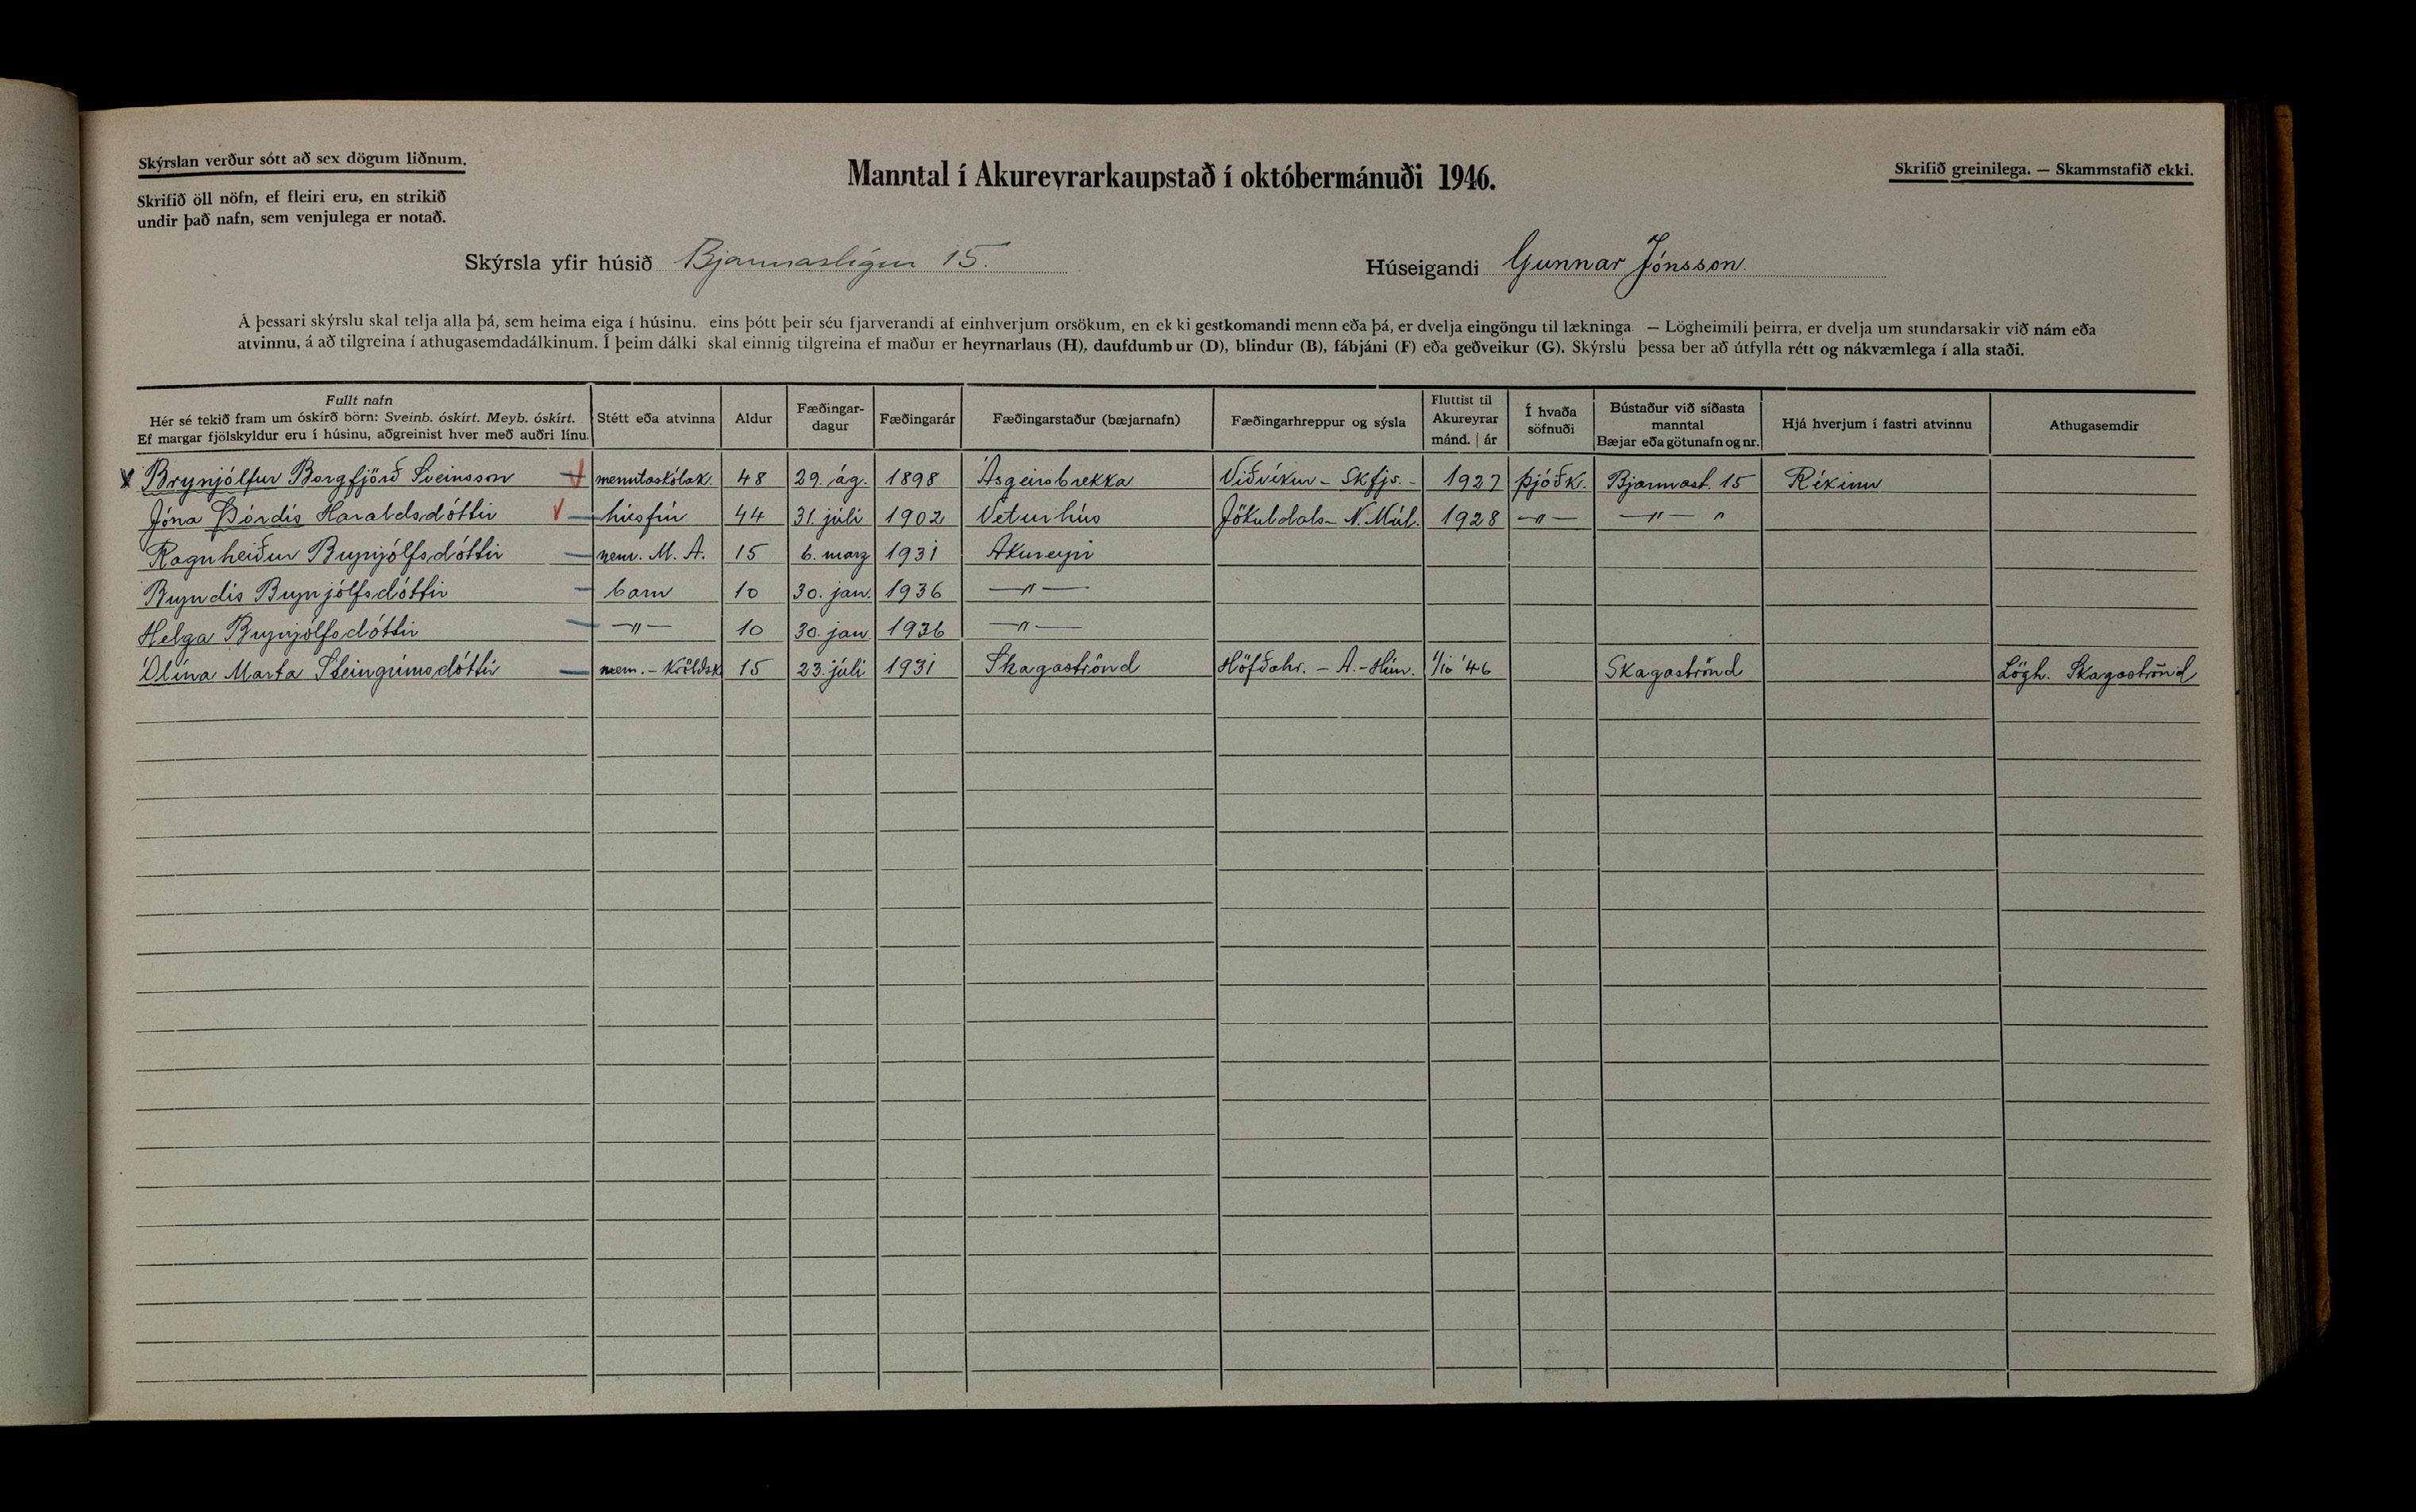 Skýrslan verður sótt að sex dögum liðnum.
Skrifið öll nöfn, ef fleiri eru, en strikið
undir það nafn, sem venjulega er notað.
Manntal í Akureyrarkaupstað í októbermánuði 1946.
Skrifið greinilega. — Skammstafið ekki.
Skýrsla yfir húsið Bjarmastígur 15.
Húseigandi Gunnar Jónsson
Á þessari skýrslu skal telja alla þá, sem heima eiga í húsinu, eins þótt þeir séu fjarverandi af einhverjum orsökum, en ekki gestkomandi menn eða þá, er dvelja eingöngu til lækninga — Lögheimili þeirra, er dvelja um stundarsakir við nám eða
atvinnu, á að tilgreina í athugasemdadálkinum. Í þeim dálki skal einnig tilgreina ef maður er heyrnarlaus (H), daufdumbur (D), blindur (B), fábjáni (F) eða geðveikur (G). Skýrslu þessa ber að útfylla rétt og nákvæmlega í alla staði.
Fullt nafn
Hér sé tekið fram um óskírð börn: Sveinb. óskírt. Meyb. óskírt.
Ef margar fjölskyldur eru í húsinu, aðgreinist hver með auðri línu.
Stétt eða atvinna
Aldur
Fæðingar-
dagur
Fæðingarár
Fæðingarstaður (bæjarnafn)
Fæðingarhreppur og sýsla
Fluttist til
Akureyrar
mánd. | ár
Í hvaða
söfnuði
Bústaður við síðasta
manntal
Bæjar eða götunafn og nr.
Hjá hverjum í fastri atvinnu
Athugasemdir
Brynjólfur Borgfjörð Sveinsson menntaskólak. 48 29. ág. 1898 Ásgeirsbrekka Viðvíkur- Skfjs. - 1927 þjóðk. Bjarmast. 15 Ríkinu
Jóna Þórdís Haraldsdóttir húsfrú 44 31. júlí 1902 Veturhús Jökuldals- N. Múl. 1928 —"— —"— "
Ragnheiður Brynjólfsdóttir nem. M. A. 15 6. marz 1931 Akureyri
Bryndís Brynjólfsdóttir barn 10 30. jan. 1936 —"—
Helga Brynjólfsdóttir —"— 10 30. jan 1936 —"—
Ólína Marta Steingrímsdóttir nem. - Kvöldsk 15 23. júlí 1931 Skagaströnd Höfðahr. - A.-Hún. 1/10 '46 Skagaströnd Lögh. Skagaströnd